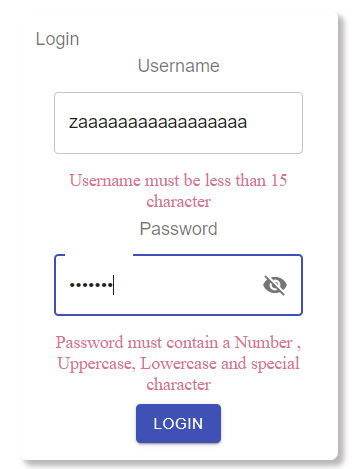 Login
Username
zaaaaaaaaaaaaaaaaa
Username must be less than 15
character
Password
•••••••
Password must contain a Number ,
Uppercase, Lowercase and special
character
LOGIN